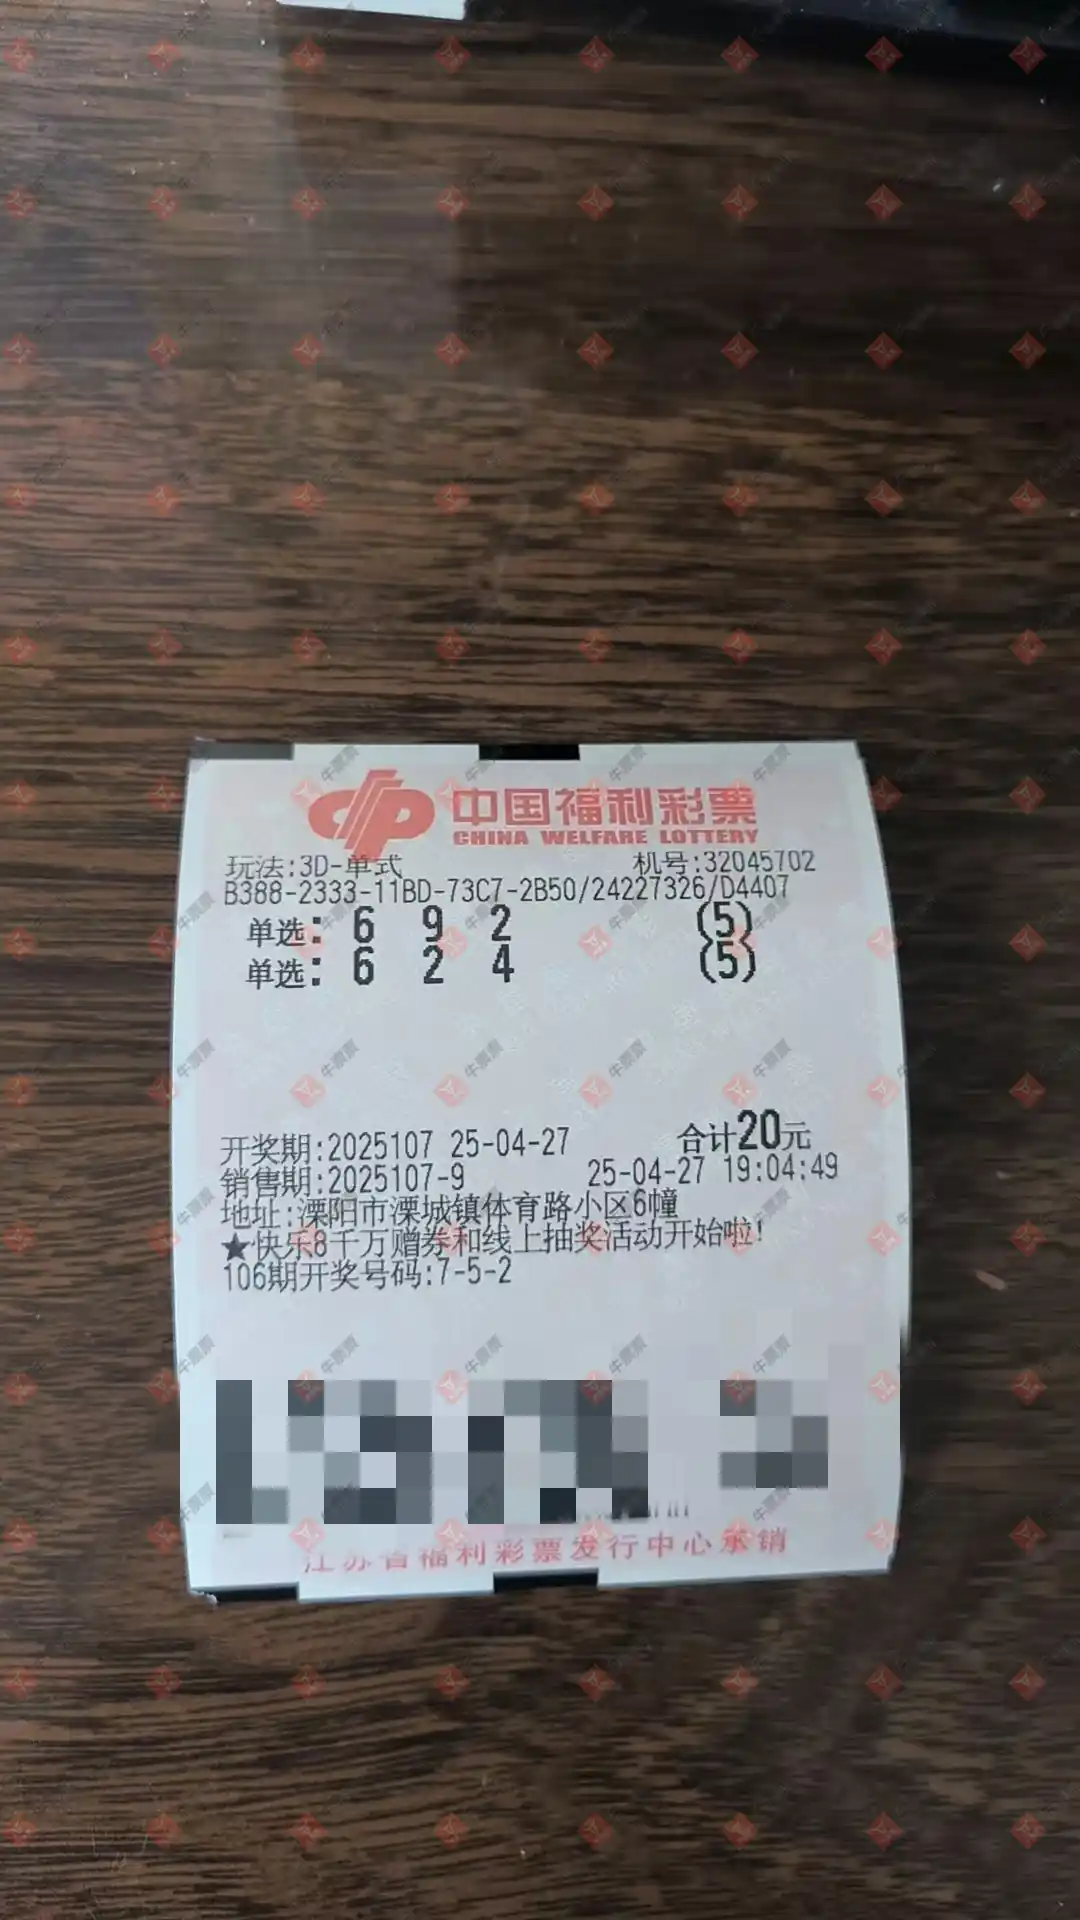 中国福利彩票
CHINA WELFARE LOTTERY
玩法:3D-单式 机号:32045702
B388-2333-11BD-73C7-2B50/24227326/D4407
单选: 6 9 2 (5)
单选: 6 2 4 (5)
开奖期:2025107 25-04-27 合计20元
销售期:2025107-9 25-04-27 19:04:49
地址:溧阳市溧城镇体育路小区6幢
★快乐8千万赠券和线上抽奖活动开始啦!
106期开奖号码:7-5-2
江苏省福利彩票发行中心承销
牛票票